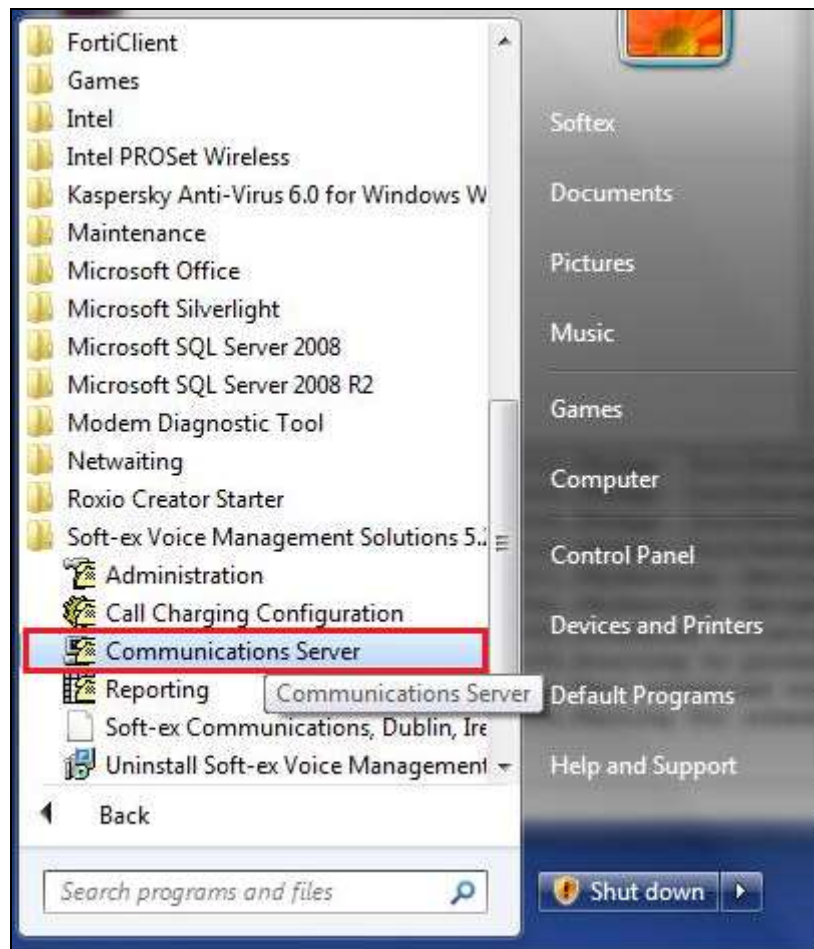 FortiClient
Games
Intel
Intel PROSet Wireless
Kaspersky Anti-Virus 6.0 for Windows W
Maintenance
Microsoft Office
Microsoft Silverlight
Microsoft SQL Server 2008
Microsoft SQL Server 2008 R2
Modem Diagnostic Tool
Netwaiting
Roxio Creator Starter
Soft-ex Voice Management Solutions 5.2
Administration
Call Charging Configuration
Communications Server
Reporting
Communications Server
Soft-ex Communications, Dublin, Ire
Uninstall Soft-ex Voice Management
Back
Search programs and files
Softex
Documents
Pictures
Music
Games
Computer
Control Panel
Devices and Printers
Default Programs
Help and Support
Shut down